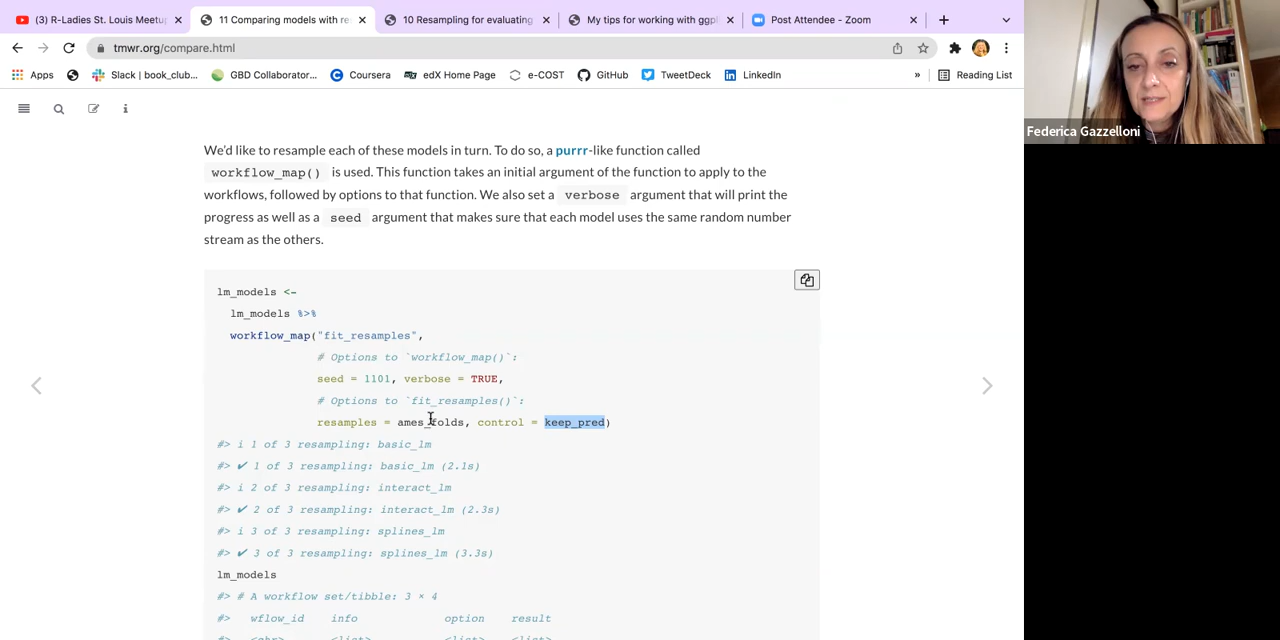 (3) R-Ladies St. Louis Meetup
11 Comparing models with re
10 Resampling for evaluating
My tips for working with ggpl
Post Attendee - Zoom
tmwr.org/compare.html
Apps
Slack | book_club...
GBD Collaborator...
Coursera
edX Home Page
e-COST
GitHub
TweetDeck
LinkedIn
»
Reading List
Federica Gazzelloni
We'd like to resample each of these models in turn. To do so, a purrr-like function called
workflow_map() is used. This function takes an initial argument of the function to apply to the
workflows, followed by options to that function. We also set a verbose argument that will print the
progress as well as a seed argument that makes sure that each model uses the same random number
stream as the others.
lm_models <-
lm_models %>%
workflow_map("fit_resamples",
# Options to `workflow_map()`:
seed = 1101, verbose = TRUE,
# Options to `fit_resamples()`:
resamples = ames_folds, control = keep_pred)
#> i 1 of 3 resampling: basic_lm
#> ✔ 1 of 3 resampling: basic_lm (2.1s)
#> i 2 of 3 resampling: interact_lm
#> ✔ 2 of 3 resampling: interact_lm (2.3s)
#> i 3 of 3 resampling: splines_lm
#> ✔ 3 of 3 resampling: splines_lm (3.3s)
lm_models
#> # A workflow set/tibble: 3 × 4
#> wflow_id info option result